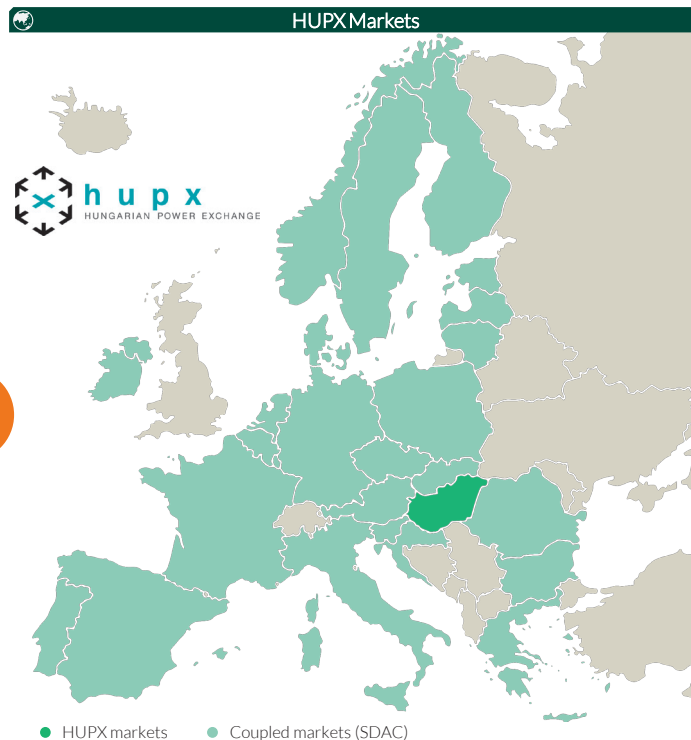 HUPX Markets
hupx
HUNGARIAN POWER EXCHANGE
HUPX markets
Coupled markets (SDAC)